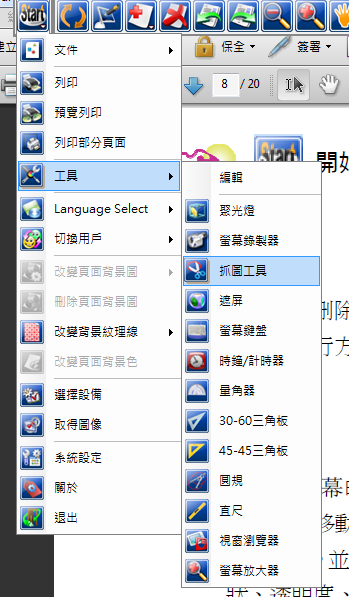 Start
建立
保全
簽署
8 / 20
Start
開始
文件
列印
預覽列印
列印部分頁面
工具
Language Select
切換用戶
改變頁面背景圖
刪除頁面背景圖
改變背景紋理線
改變頁面背景色
選擇設備
取得圖像
系統設定
關於
退出
編輯
聚光燈
螢幕錄製器
抓圖工具
遮屏
螢幕鍵盤
時鐘/計時器
量角器
30-60三角板
45-45三角板
圓規
直尺
視窗瀏覽器
螢幕放大器
刪除
行方
幕
移動
,並
狀、透明度、